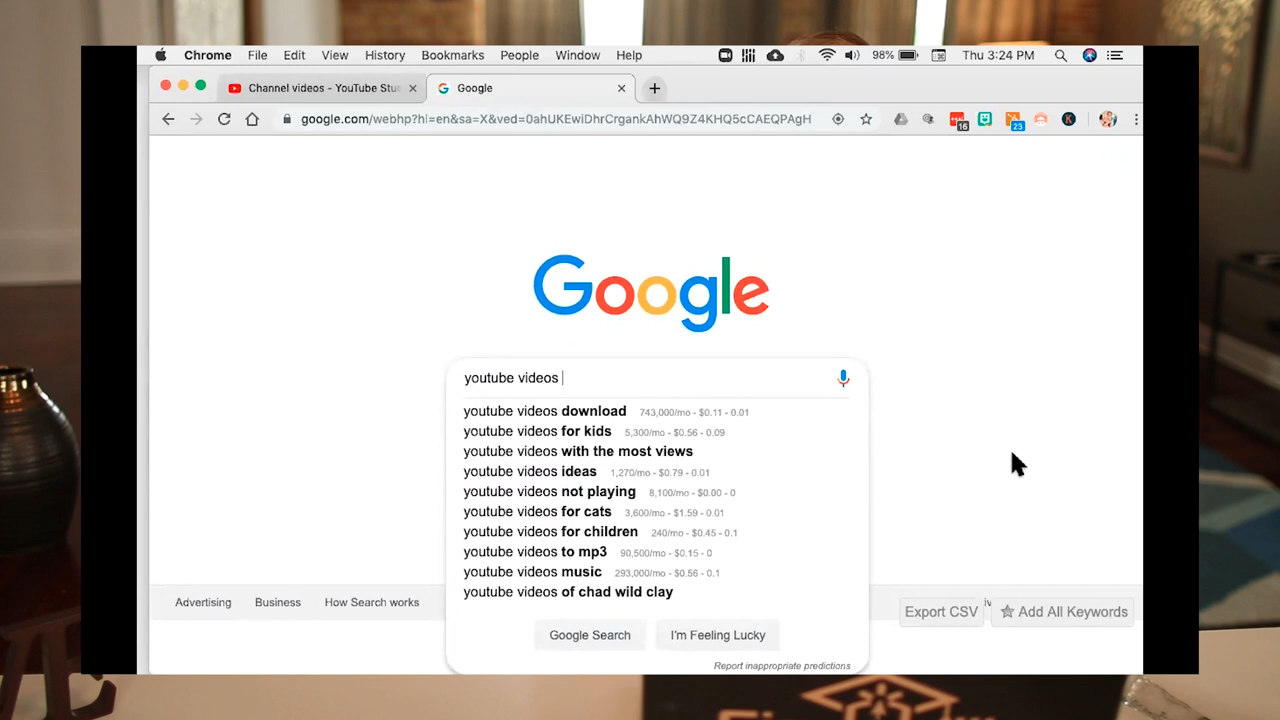 Chrome File Edit View History Bookmarks People Window Help 98% Thu 3:24 PM
Channel videos - YouTube Stu Google
google.com/webhp?hl=en&sa=X&ved=0ahUKEwiDhrCrgankAhWQ9Z4KHQ5cCAEQPAgH 16 23 K
Google
youtube videos
youtube videos download 743,000/mo - $0.11 - 0.01
youtube videos for kids 5,300/mo - $0.56 - 0.09
youtube videos with the most views
youtube videos ideas 1,270/mo - $0.79 - 0.01
youtube videos not playing 8,100/mo - $0.00 - 0
youtube videos for cats 3,600/mo - $1.59 - 0.01
youtube videos for children 240/mo - $0.45 - 0.1
youtube videos to mp3 90,500/mo - $0.15 - 0
youtube videos music 293,000/mo - $0.56 - 0.1
youtube videos of chad wild clay
Advertising Business How Search works Export CSV Add All Keywords
Google Search I'm Feeling Lucky
Report inappropriate predictions